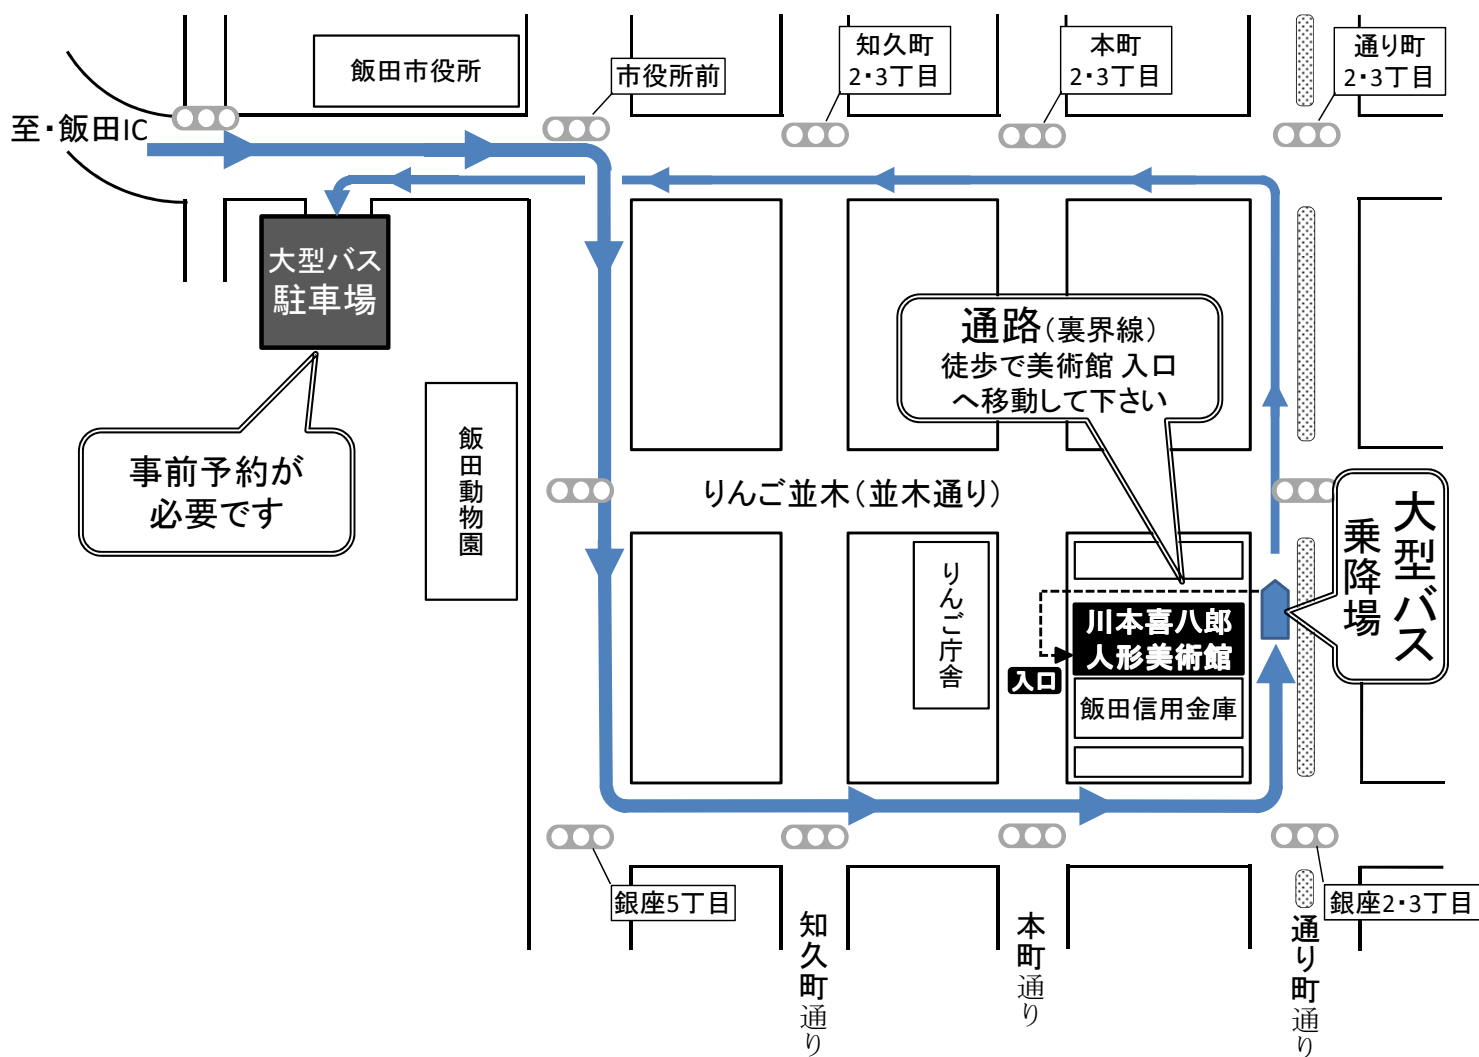 飯田市役所
市役所前
知久町
2・3丁目
本町
2・3丁目
通り町
2・3丁目
至・飯田IC
大型バス
駐車場
事前予約が
必要です
飯田動物園
通路(裏界線)
徒歩で美術館 入口
へ移動して下さい
りんご並木(並木通り)
大型バス
乗降場
りんご庁舎
川本喜八郎
人形美術館
入口
飯田信用金庫
銀座5丁目
銀座2・3丁目
知久町通り
本町通り
通り町通り